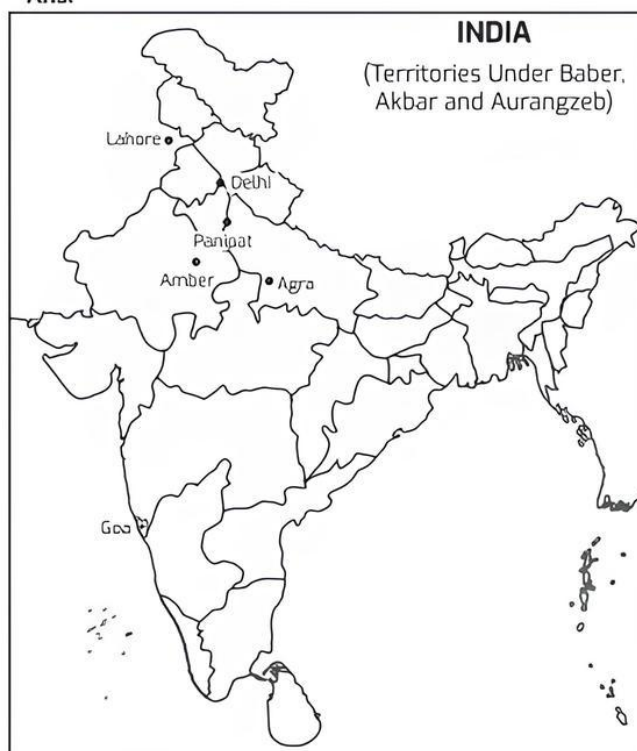 Ans.
INDIA
(Territories Under Baber,
Akbar and Aurangzeb)
Lahore
Delhi
Panipat
Amber
Agra
Goa